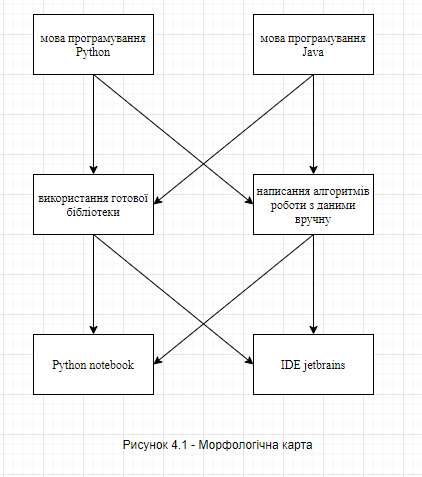 мова програмування
Python
мова програмування
Java
використання готової
бібліотеки
написання алгоритмів
роботи з даними
вручну
Python notebook
IDE jetbrains
Рисунок 4.1 - Морфологічна карта